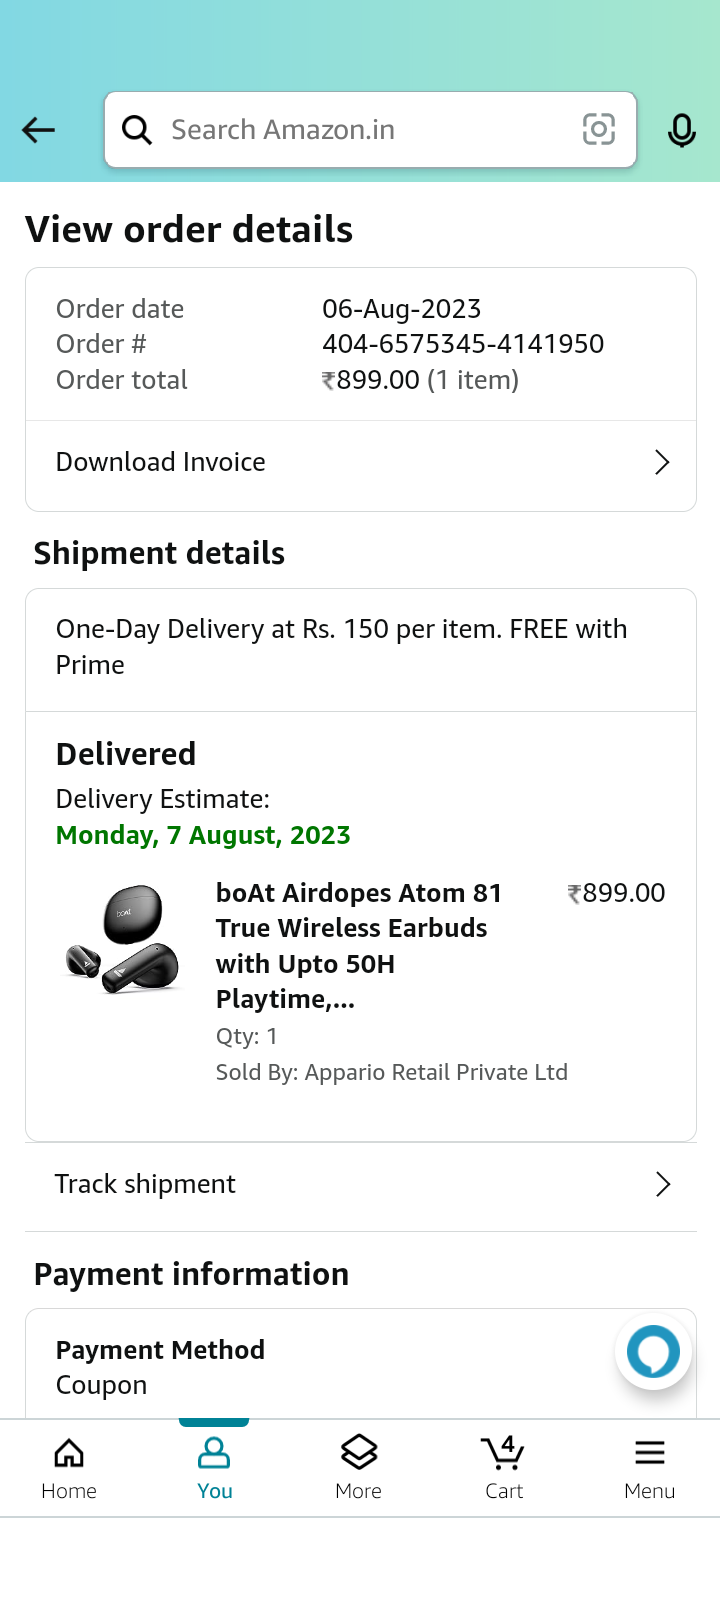 Search Amazon.in
View order details
Order date 06-Aug-2023
Order # 404-6575345-4141950
Order total ₹899.00 (1 item)
Download Invoice
Shipment details
One-Day Delivery at Rs. 150 per item. FREE with
Prime
Delivered
Delivery Estimate:
Monday, 7 August, 2023
boAt
boAt Airdopes Atom 81 ₹899.00
True Wireless Earbuds
with Upto 50H
Playtime,...
Qty: 1
Sold By: Appario Retail Private Ltd
Track shipment
Payment information
Payment Method
Coupon
4
Home You More Cart Menu